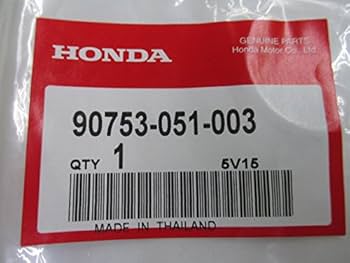 HONDA
GENUINE PARTS
Honda Motor Co., Ltd.
90753-051-003
QTY 1 5V15
MADE IN THAILAND